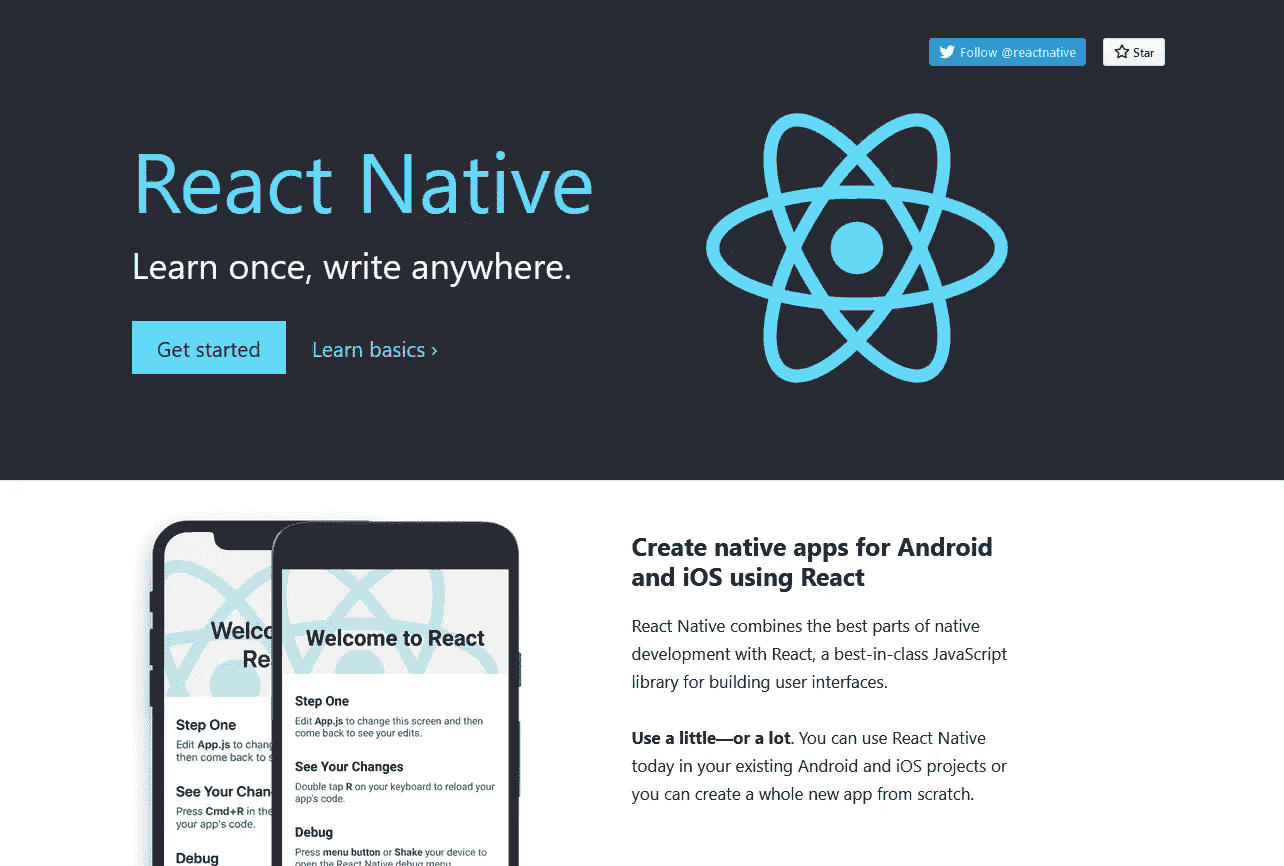 Follow @reactnative
Star
React Native
Learn once, write anywhere.
Get started
Learn basics ›
Create native apps for Android
and iOS using React
React Native combines the best parts of native
development with React, a best-in-class JavaScript
library for building user interfaces.
Use a little—or a lot. You can use React Native
today in your existing Android and iOS projects or
you can create a whole new app from scratch.
Welco
Re
Step One
Edit App.js to chang
then come back to s
See Your Chan
Press Cmd+R in the
your app's code.
Debug
Welcome to React
Step One
Edit App.js to change this screen and then
come back to see your edits.
See Your Changes
Double tap R on your keyboard to reload your
app's code.
Debug
Press menu button or Shake your device to
open the React Native debug menu.